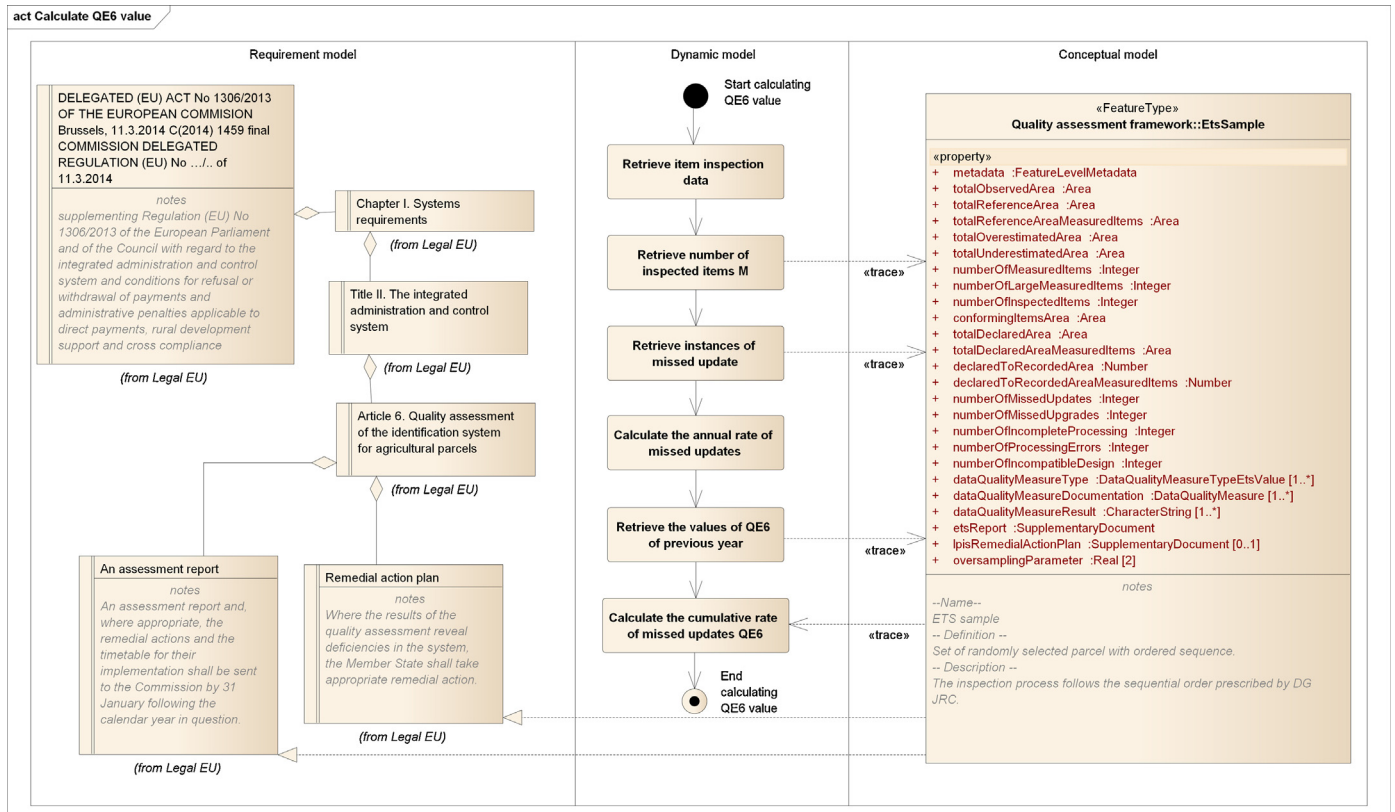 act Calculate QE6 value
Requirement model
DELEGATED (EU) ACT No 1306/2013
OF THE EUROPEAN COMMISION
Brussels, 11.3.2014 C(2014) 1459 final
COMMISSION DELEGATED
REGULATION (EU) No .../.. of
11.3.2014
notes
supplementing Regulation (EU) No
1306/2013 of the European Parliament
and of the Council with regard to the
integrated administration and control
system and conditions for refusal or
withdrawal of payments and
administrative penalties applicable to
direct payments, rural development
support and cross compliance
(from Legal EU)
Chapter I. Systems
requirements
(from Legal EU)
Title II. The integrated
administration and control
system
(from Legal EU)
Article 6. Quality assessment
of the identification system
for agricultural parcels
(from Legal EU)
An assessment report
notes
An assessment report and,
where appropriate, the
remedial actions and the
timetable for their
implementation shall be sent
to the Commission by 31
January following the
calendar year in question.
(from Legal EU)
Remedial action plan
notes
Where the results of the
quality assessment reveal
deficiencies in the system,
the Member State shall take
appropriate remedial action.
(from Legal EU)
Dynamic model
Start calculating
QE6 value
Retrieve item inspection
data
Retrieve number of
inspected items M
«trace»
Retrieve instances of
missed update
«trace»
Calculate the annual rate of
missed updates
Retrieve the values of QE6
of previous year
«trace»
Calculate the cumulative rate
of missed updates QE6
«trace»
End
calculating
QE6 value
Conceptual model
«FeatureType»
Quality assessment framework::EtsSample
«property»
+ metadata :FeatureLevelMetadata
+ totalObservedArea :Area
+ totalReferenceArea :Area
+ totalReferenceAreaMeasuredItems :Area
+ totalOverestimatedArea :Area
+ totalUnderestimatedArea :Area
+ numberOfMeasuredItems :Integer
+ numberOfLargeMeasuredItems :Integer
+ numberOfInspectedItems :Integer
+ conformingItemsArea :Area
+ totalDeclaredArea :Area
+ totalDeclaredAreaMeasuredItems :Area
+ declaredToRecordedArea :Number
+ declaredToRecordedAreaMeasuredItems :Number
+ numberOfMissedUpdates :Integer
+ numberOfMissedUpgrades :Integer
+ numberOfIncompleteProcessing :Integer
+ numberOfProcessingErrors :Integer
+ numberOfIncompatibleDesign :Integer
+ dataQualityMeasureType :DataQualityMeasureTypeEtsValue [1..*]
+ dataQualityMeasureDocumentation :DataQualityMeasure [1..*]
+ dataQualityMeasureResult :CharacterString [1..*]
+ etsReport :SupplementaryDocument
+ lpisRemedialActionPlan :SupplementaryDocument [0..1]
+ oversamplingParameter :Real [2]
notes
--Name--
ETS sample
-- Definition --
Set of randomly selected parcel with ordered sequence.
-- Description --
The inspection process follows the sequential order prescribed by DG
JRC.